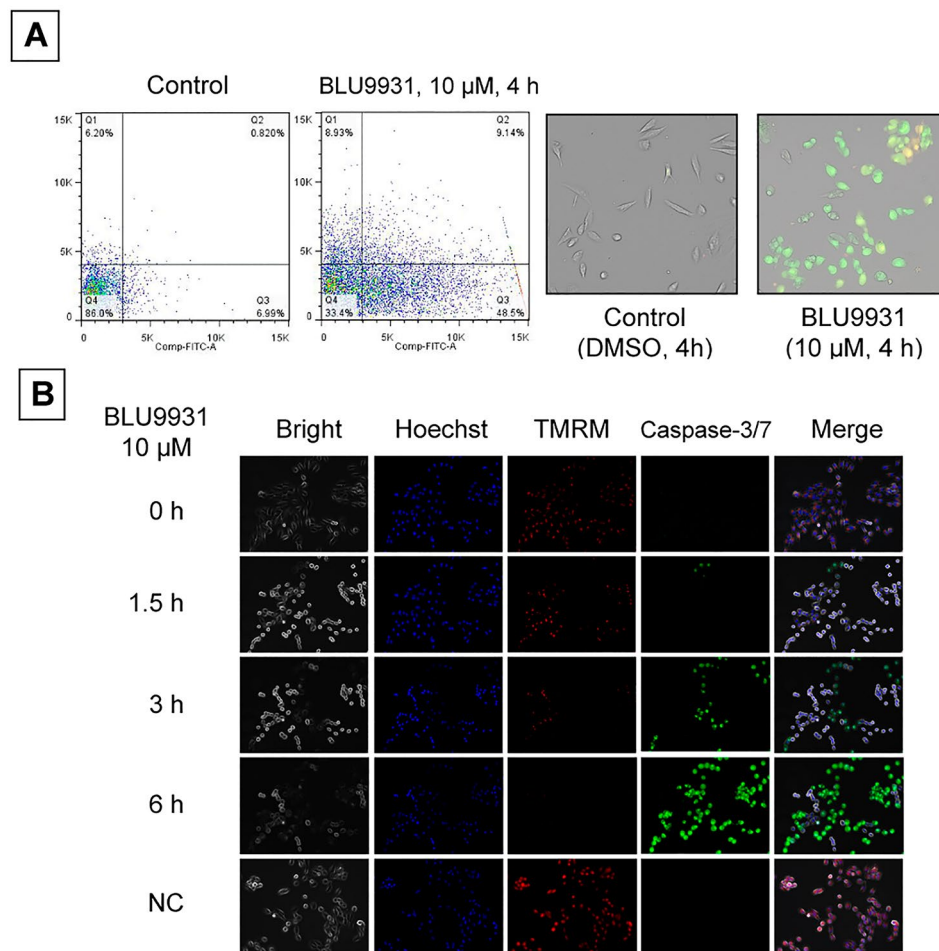 A
Control
BLU9931, 10 µM, 4 h
15K
Q1
6.20%
Q2
0.820%
10K
5K
0
Q4
86.0%
Q3
6.99%
0
5K
10K
15K
Comp-FITC-A
15K
Q1
8.93%
Q2
9.14%
10K
5K
0
Q4
33.4%
Q3
48.5%
0
5K
10K
15K
Comp-FITC-A
Control
(DMSO, 4h)
BLU9931
(10 µM, 4 h)
B
BLU9931
10 µM
Bright
Hoechst
TMRM
Caspase-3/7
Merge
0 h
1.5 h
3 h
6 h
NC